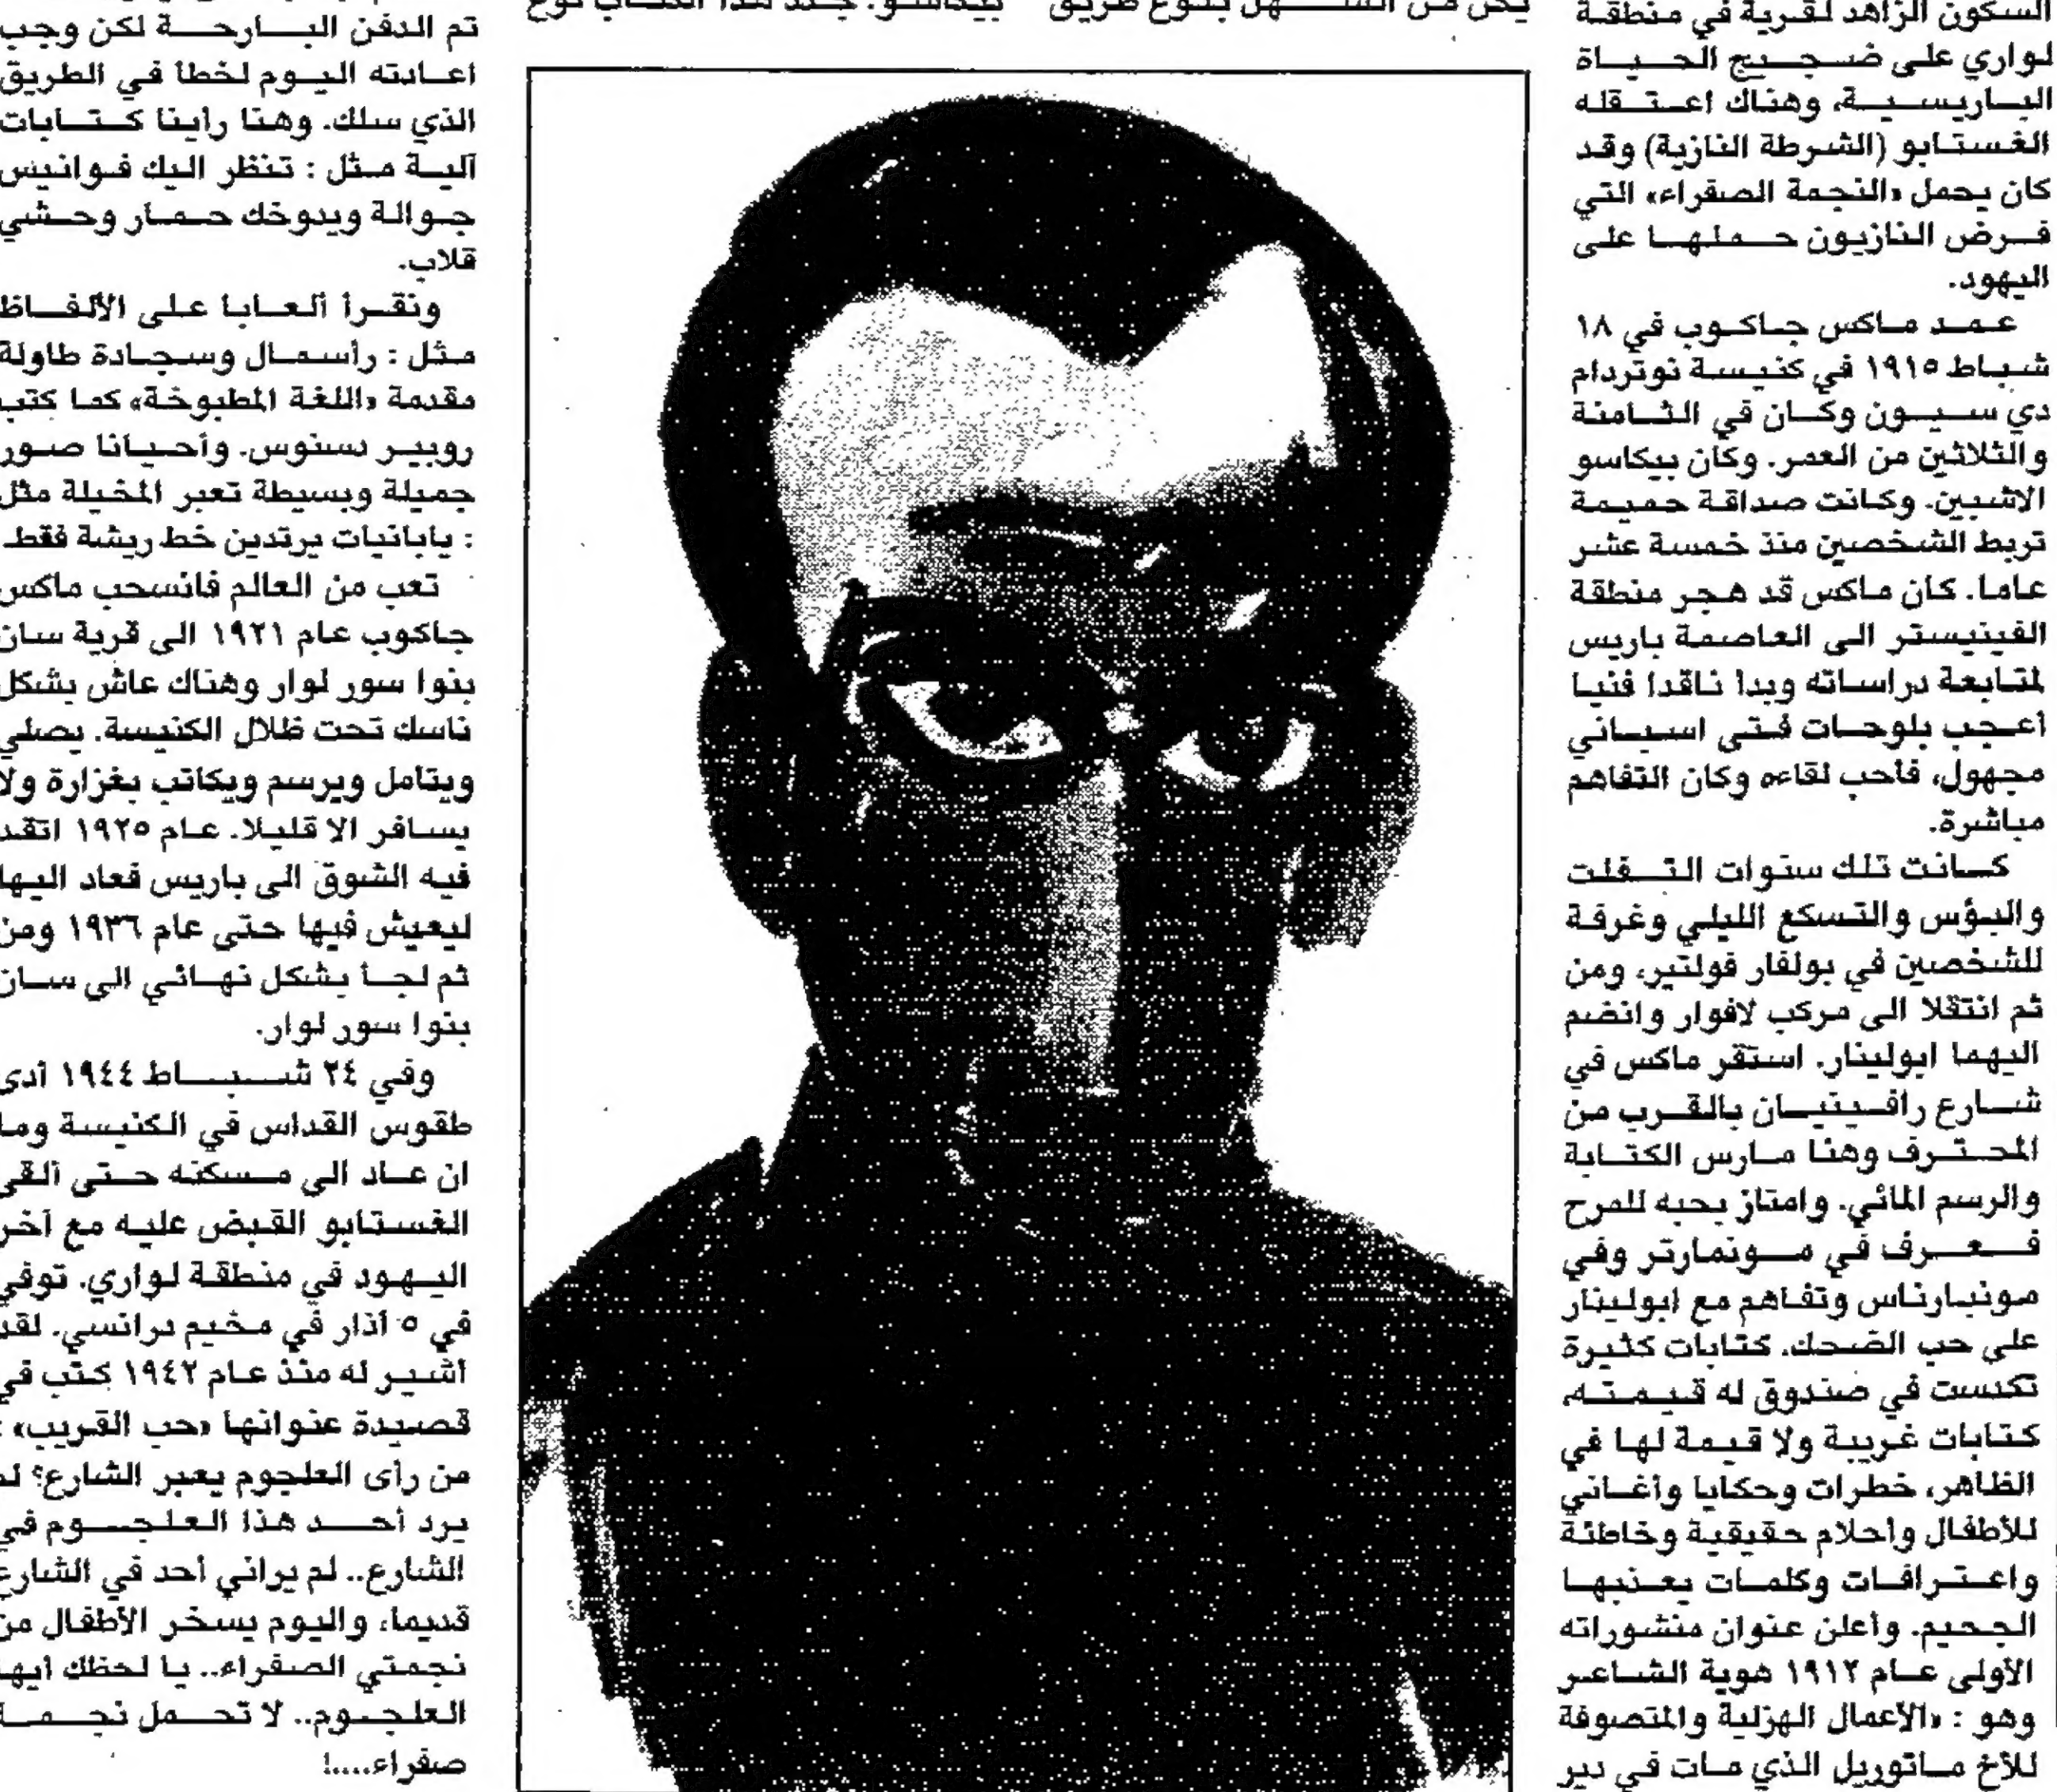 السكون الزاهد لقرية في منطقة
لواري على ضجيج الحياة
الباريسية، وهناك اعتقله
الغستابو (الشرطة النازية) وقد
كان يحمل «النجمة الصفراء» التي
فرض النازيون حملها على
اليهود.
عمد ماكس جاكوب في ١٨
شباط ١٩١٥ في كنيسة نوتردام
دي سيون وكان في الثامنة
والثلاثين من العمر. وكان بيكاسو
الاشبين. وكانت صداقة حميمة
تربط الشخصين منذ خمسة عشر
عاما. كان ماكس قد هجر منطقة
الفينيستر الى العاصمة باريس
لمتابعة دراساته وبدا ناقدا فنيا
أعجب بلوحات فتى اسباني
مجهول، فأحب لقاءه وكان التفاهم
مباشرة.
كانت تلك سنوات التفلت
والبؤس والتسكع الليلي وغرفة
للشخصين في بولفار فولتير، ومن
ثم انتقلا الى مركب لافوار وانضم
اليهما ابولينار. استقر ماكس في
شارع رافينيان بالقرب من
المحترف وهنا مارس الكتابة
والرسم المائي. وامتاز بحبه للمرح
فعرف في مونمارتر وفي
مونبارناس وتفاهم مع ابولينار
على حب الضحك. كتابات كثيرة
تكدست في صندوق له قيمته
كتابات غريبة ولا قيمة لها في
الظاهر، خطرات وحكايا وأغاني
للأطفال وأحلام حقيقية وخاطئة
واعترافات وكلمات يعذبها
الجحيم. وأعلن عنوان منشوراته
الأولى عام ١٩١٢ هوية الشاعر
وهو : «الأعمال الهزلية والمتصوفة
للأخ ماتوريل الذي مات في دير
يكن من السهل بلوغ طريق
بيكاسو. جدد هذا الكتاب نوع
تم الدفن البارحة لكن وجب
اعادته اليوم لخطأ في الطريق
الذي سلك. وهنا رأينا كتابات
آلية مثل : تنظر اليك فوانيس
جوالة ويدوخك حمار وحشي
قلاب.
ونقرأ ألعابا على الألفاظ
مثل : رأسمال وسجادة طاولة
مقدمة «اللغة المطبوخة» كما كتب
روبير دسنوس. وأحيانا صور
جميلة وبسيطة تعبر المخيلة مثل
: يابانيات يرتدين خط ريشة فقط.
تعب من العالم فانسحب ماكس
جاكوب عام ١٩٢١ الى قرية سان
بنوا سور لوار وهناك عاش بشكل
ناسك تحت ظلال الكنيسة. يصلي
ويتامل ويرسم ويكاتب بغزارة ولا
يسافر الا قليلا. عام ١٩٢٥ اتقد
فيه الشوق الى باريس فعاد اليها
ليعيش فيها حتى عام ١٩٣٦ ومن
ثم لجأ بشكل نهائي الى سان
بنوا سور لوار.
وفي ٢٤ شباط ١٩٤٤ أدى
طقوس القداس في الكنيسة وما
ان عاد الى مسكنه حتى ألقى
الغستابو القبض عليه مع آخر
اليهود في منطقة لواري. توفي
في ٥ أذار في مخيم درانسي. لقد
أشير له منذ عام ١٩٤٢ كتب في
قصيدة عنوانها «حب القريب» :
من رأى العلجوم يعبر الشارع؟ لم
يرد أحد هذا العلجوم في
الشارع.. لم يراني أحد في الشارع
قديما، واليوم يسخر الأطفال من
نجمتي الصفراء.. يا لحظك أيها
العلجوم.. لا تحمل نجمة
صفراء....!